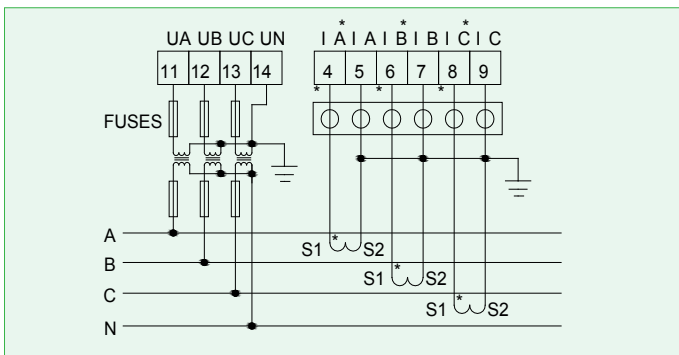 UA UB UC UN
I A* I A I B* I B I C* I C
11 12 13 14
4 5 6 7 8 9
* * *
FUSES
A
S1 * S2
B
S1 * S2
C
S1 * S2
N